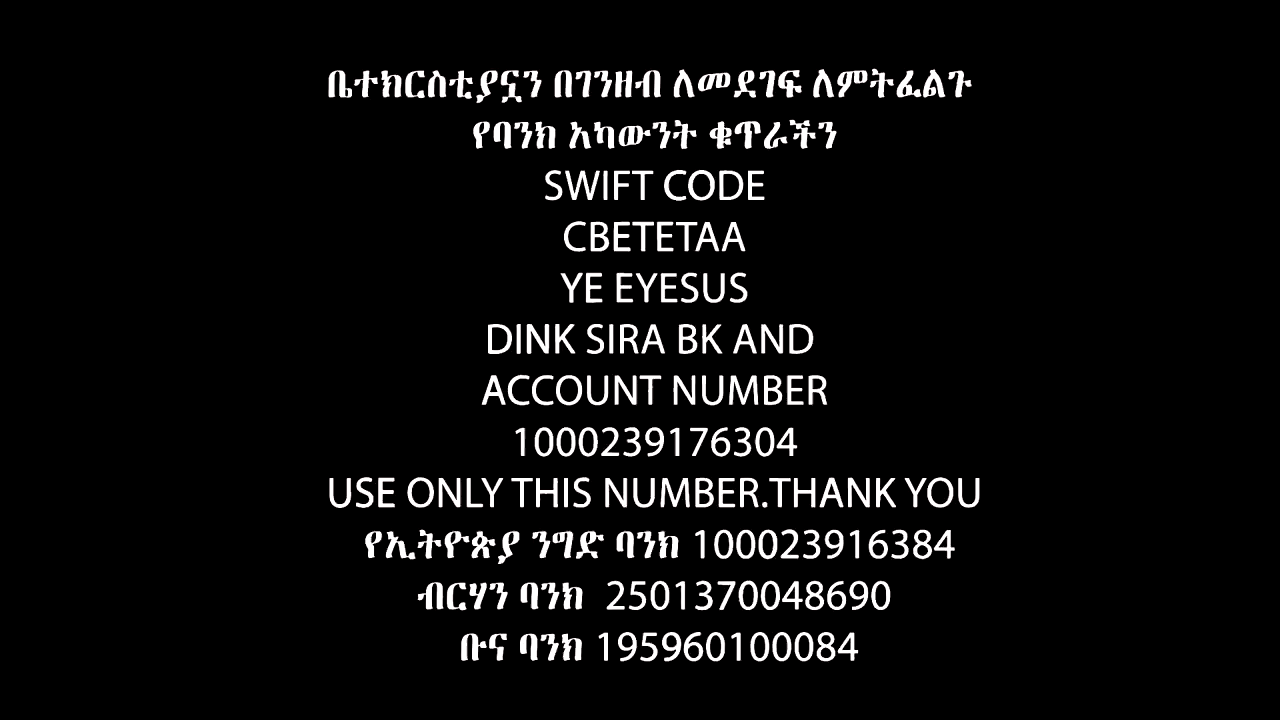 ቤተክርስቲያኗን በገንዘብ ለመደገፍ ለምትፈልጉ
የባንክ አካውንት ቁጥራችን
SWIFT CODE
CBETETAA
YE EYESUS
DINK SIRA BK AND
ACCOUNT NUMBER
1000239176304
USE ONLY THIS NUMBER.THANK YOU
የኢትዮጵያ ንግድ ባንክ 100023916384
ብርሃን ባንክ 2501370048690
ቡና ባንክ 195960100084